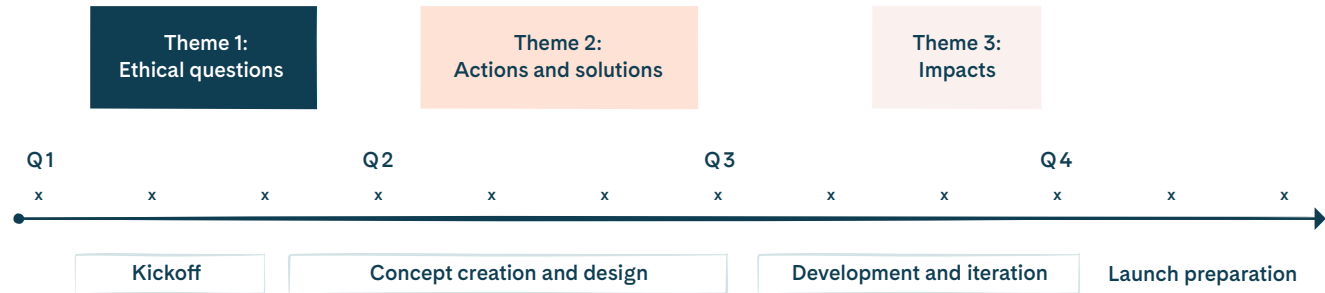 Theme 1:
Ethical questions
Theme 2:
Actions and solutions
Theme 3:
Impacts
Q1
Q2
Q3
Q4
x x x x x x x x x x x x
Kickoff
Concept creation and design
Development and iteration
Launch preparation